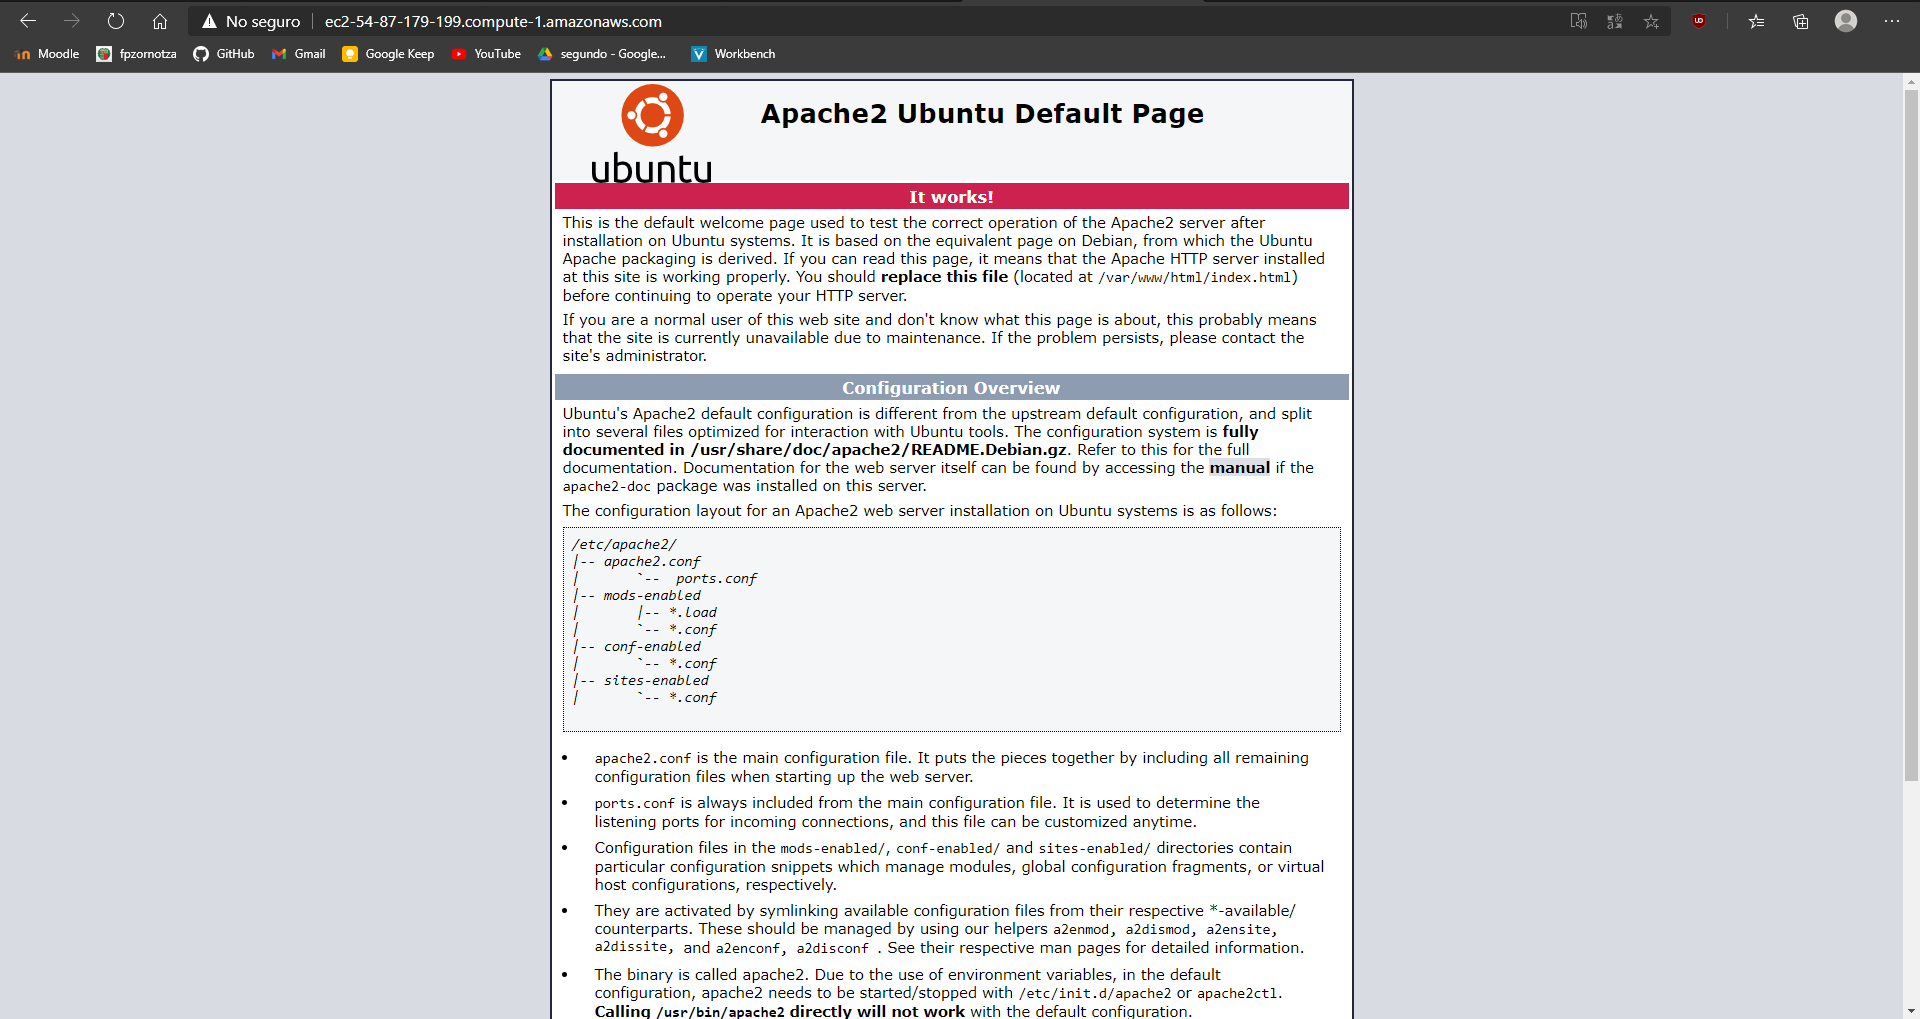 No seguro ec2-54-87-179-199.compute-1.amazonaws.com
Moodle fpzornotza GitHub Gmail Google Keep YouTube segundo - Google... Workbench
ubuntu
Apache2 Ubuntu Default Page
It works!
This is the default welcome page used to test the correct operation of the Apache2 server after
installation on Ubuntu systems. It is based on the equivalent page on Debian, from which the Ubuntu
Apache packaging is derived. If you can read this page, it means that the Apache HTTP server installed
at this site is working properly. You should replace this file (located at /var/www/html/index.html)
before continuing to operate your HTTP server.
If you are a normal user of this web site and don't know what this page is about, this probably means
that the site is currently unavailable due to maintenance. If the problem persists, please contact the
site's administrator.
Configuration Overview
Ubuntu's Apache2 default configuration is different from the upstream default configuration, and split
into several files optimized for interaction with Ubuntu tools. The configuration system is fully
documented in /usr/share/doc/apache2/README.Debian.gz. Refer to this for the full
documentation. Documentation for the web server itself can be found by accessing the manual if the
apache2-doc package was installed on this server.
The configuration layout for an Apache2 web server installation on Ubuntu systems is as follows:
/etc/apache2/
|-- apache2.conf
|       `--  ports.conf
|-- mods-enabled
|       |-- *.load
|       `-- *.conf
|-- conf-enabled
|       `-- *.conf
|-- sites-enabled
|       `-- *.conf
• apache2.conf is the main configuration file. It puts the pieces together by including all remaining
configuration files when starting up the web server.
• ports.conf is always included from the main configuration file. It is used to determine the
listening ports for incoming connections, and this file can be customized anytime.
• Configuration files in the mods-enabled/, conf-enabled/ and sites-enabled/ directories contain
particular configuration snippets which manage modules, global configuration fragments, or virtual
host configurations, respectively.
• They are activated by symlinking available configuration files from their respective *-available/
counterparts. These should be managed by using our helpers a2enmod, a2dismod, a2ensite,
a2dissite, and a2enconf, a2disconf . See their respective man pages for detailed information.
• The binary is called apache2. Due to the use of environment variables, in the default
configuration, apache2 needs to be started/stopped with /etc/init.d/apache2 or apache2ctl.
Calling /usr/bin/apache2 directly will not work with the default configuration.